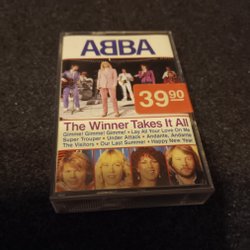 ABBA
39 90
The Winner Takes It All
Gimme! Gimme! Gimme! • Lay All Your Love On Me
Super Trouper • Under Attack • Andante, Andante
The Visitors • Our Last Summer • Happy New Year